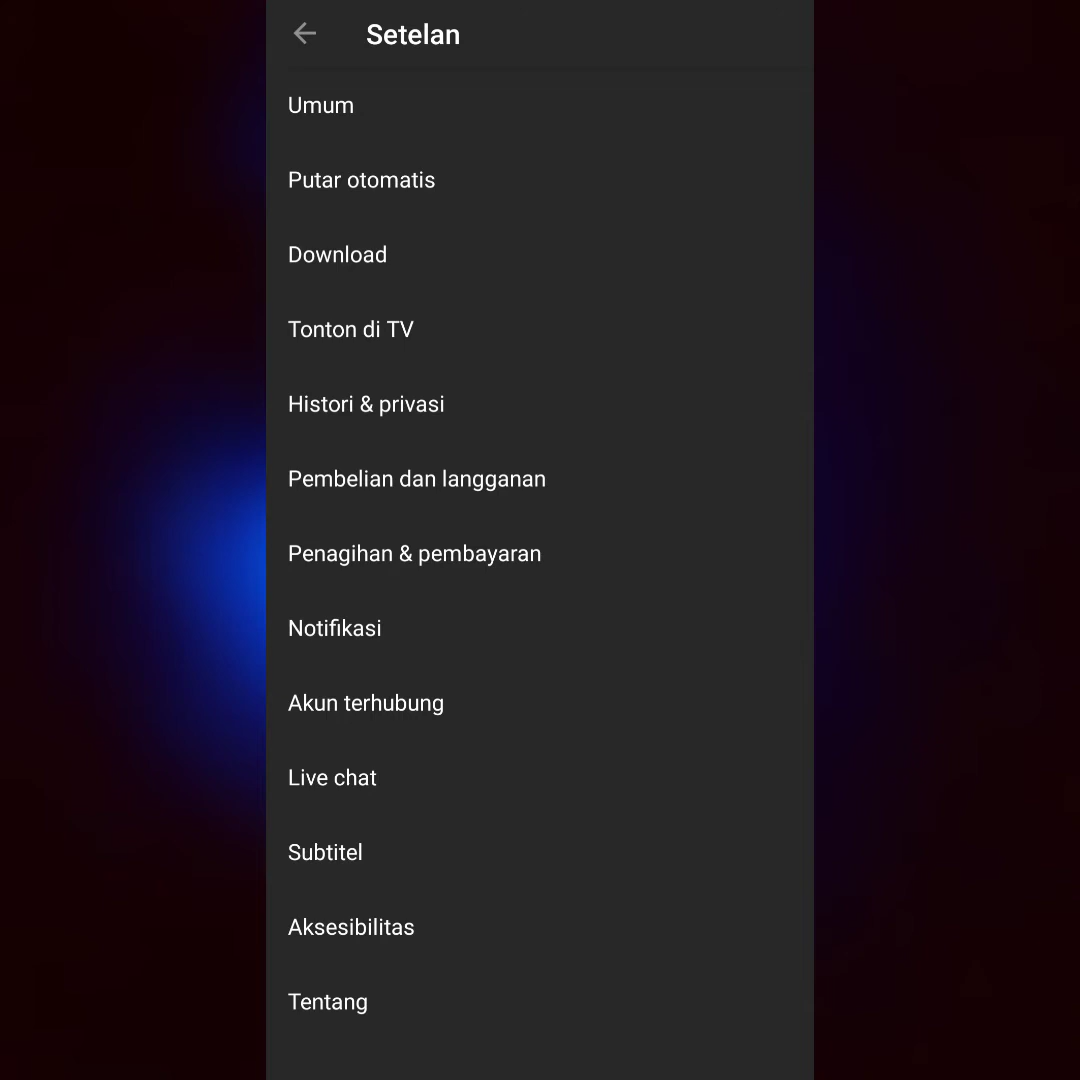 Setelan
Umum
Putar otomatis
Download
Tonton di TV
Histori & privasi
Pembelian dan langganan
Penagihan & pembayaran
Notifikasi
Akun terhubung
Live chat
Subtitel
Aksesibilitas
Tentang